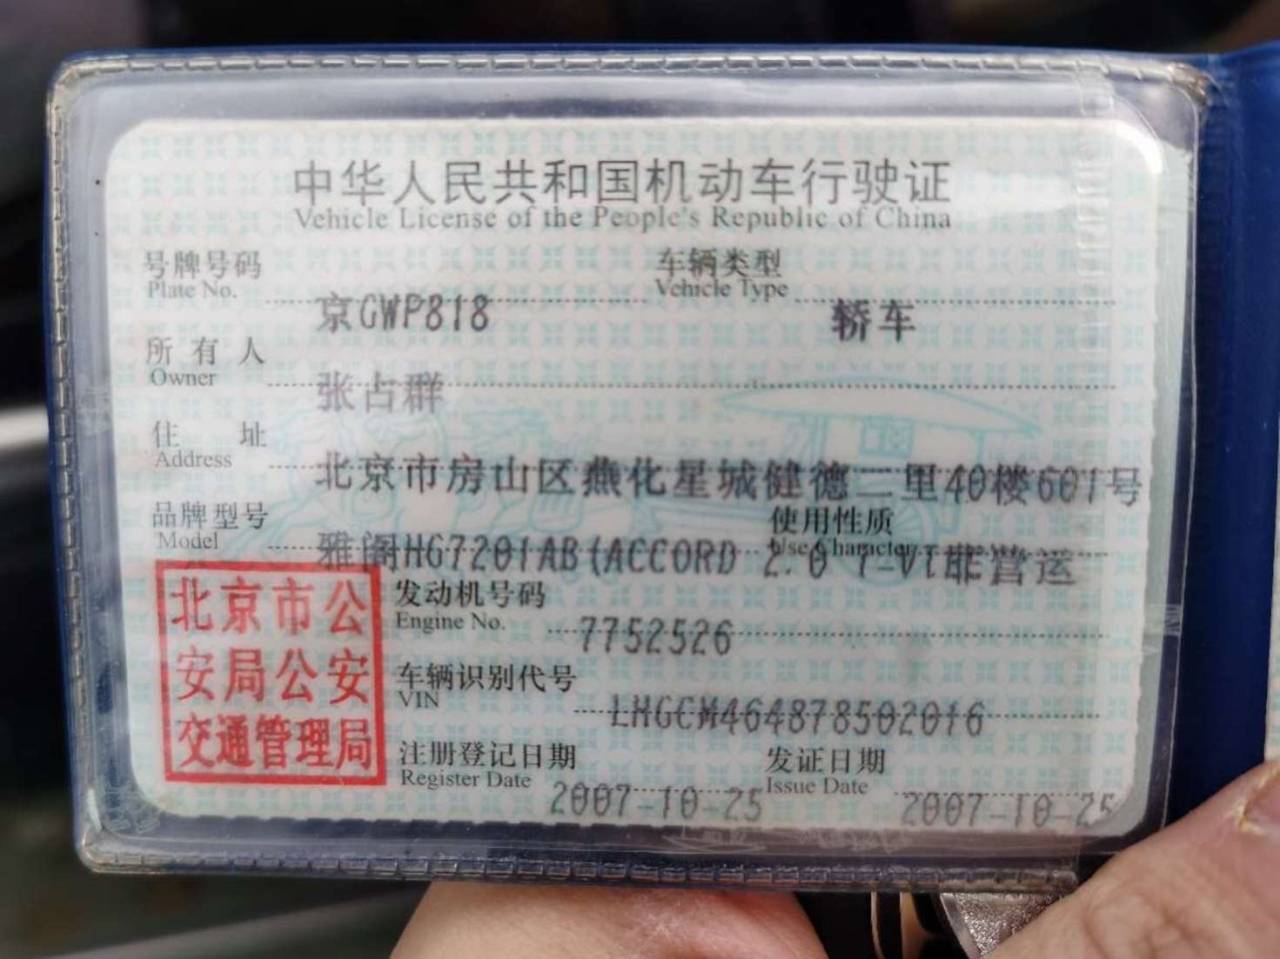 中华人民共和国机动车行驶证
Vehicle License of the People's Republic of China
号牌号码 京GWP818 车辆类型 轿车
Plate No. Vehicle Type
所有人 张占群
Owner
住址 北京市房山区燕化星城健德二里40楼601号
Address
品牌型号 雅阁HG7201AB(ACCORD 2.0 i-Vt 使用性质 非营运
Model Use Character
北京市公
安局公安
交通管理局
发动机号码 7752526
Engine No.
车辆识别代号 LHGCM464878502016
VIN
注册登记日期 2007-10-25 发证日期 2007-10-25
Register Date Issue Date